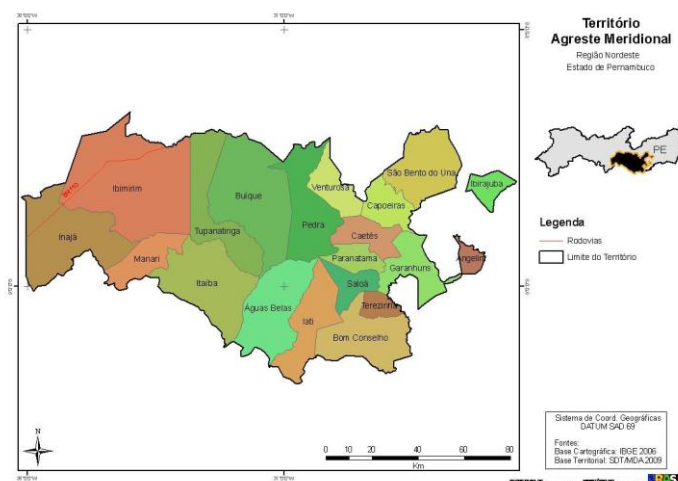 Território
Agreste Meridional
Região Nordeste
Estado de Pernambuco
PE
São Bento do Una
Ibirajuba
Venturosa
Ibimirim
Buique
Capoeiras
Pedra
Tupanatinga
Caetés
Inajá
Manari
Paranatama
Garanhuns
Angelim
Itaíba
Saloá
Águas Belas
Terezinha
Iati
Bom Conselho
Legenda
Rodovias
Limite do Território
N
0 10 20 40 60 80
Km
Sistema de Coord. Geográficas
DATUM SAD 69
Fontes:
Base Cartográfica: IBGE 2006
Base Territorial: SDT/MDA 2009